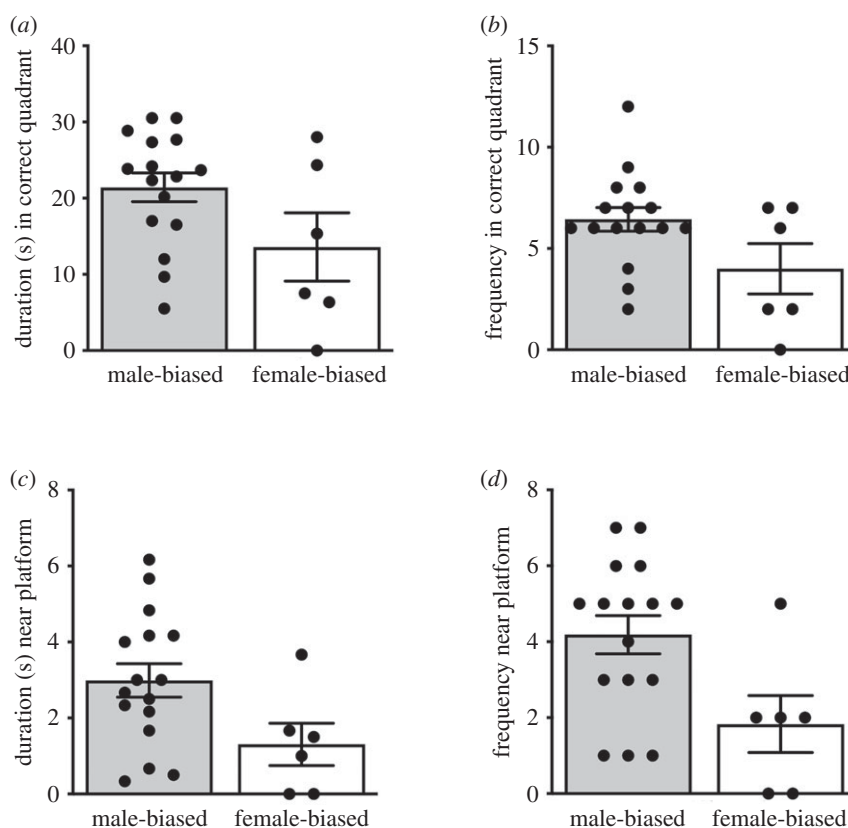 (a)
duration (s) in correct quadrant
40
30
20
10
0
male-biased female-biased
(b)
frequency in correct quadrant
15
10
5
0
male-biased female-biased
(c)
duration (s) near platform
8
6
4
2
0
male-biased female-biased
(d)
frequency near platform
8
6
4
2
0
male-biased female-biased